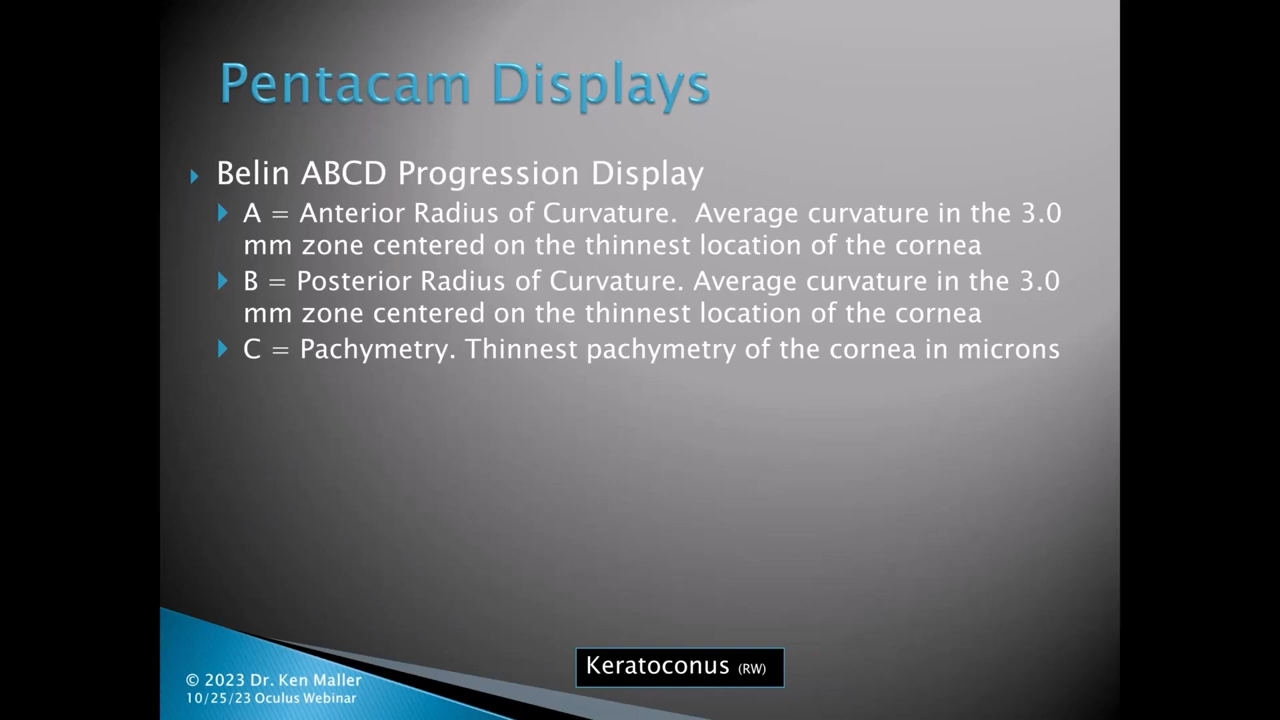 Pentacam Displays
Belin ABCD Progression Display
A = Anterior Radius of Curvature.  Average curvature in the 3.0
mm zone centered on the thinnest location of the cornea
B = Posterior Radius of Curvature. Average curvature in the 3.0
mm zone centered on the thinnest location of the cornea
C = Pachymetry. Thinnest pachymetry of the cornea in microns
Keratoconus (RW)
© 2023 Dr. Ken Maller
10/25/23 Oculus Webinar